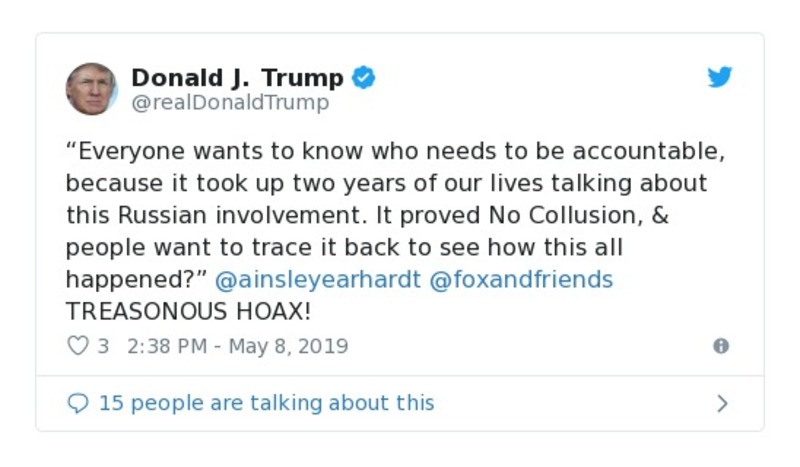 Donald J. Trump
@realDonaldTrump
“Everyone wants to know who needs to be accountable,
because it took up two years of our lives talking about
this Russian involvement. It proved No Collusion, &
people want to trace it back to see how this all
happened?” @ainsleyearhardt @foxandfriends
TREASONOUS HOAX!
3 2:38 PM - May 8, 2019
15 people are talking about this